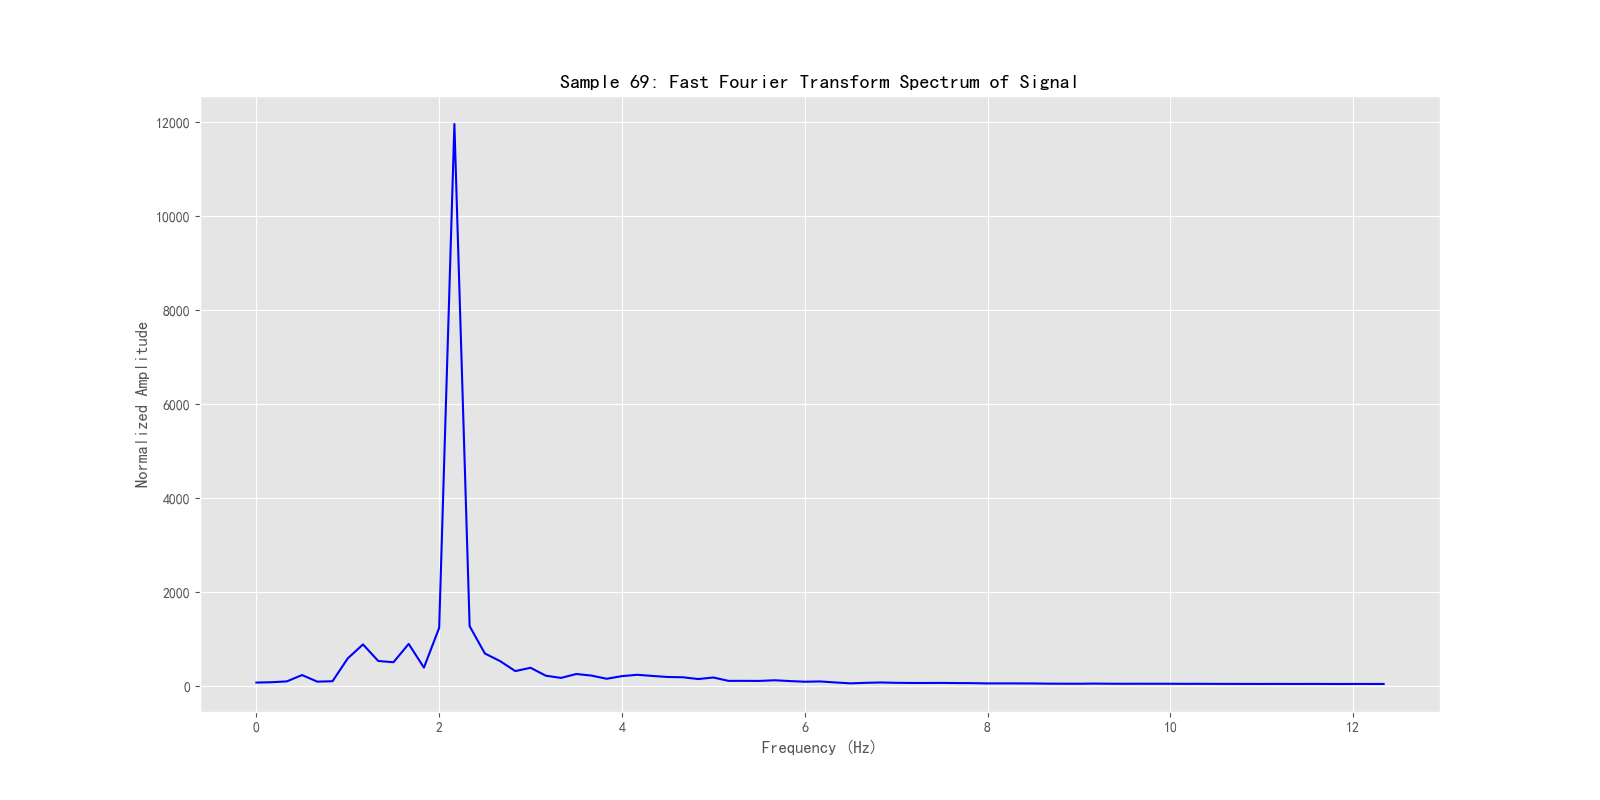 Sample 69: Fast Fourier Transform Spectrum of Signal
12000
10000
8000
6000
4000
2000
0
Normalized Amplitude
0 2 4 6 8 10 12
Frequency (Hz)